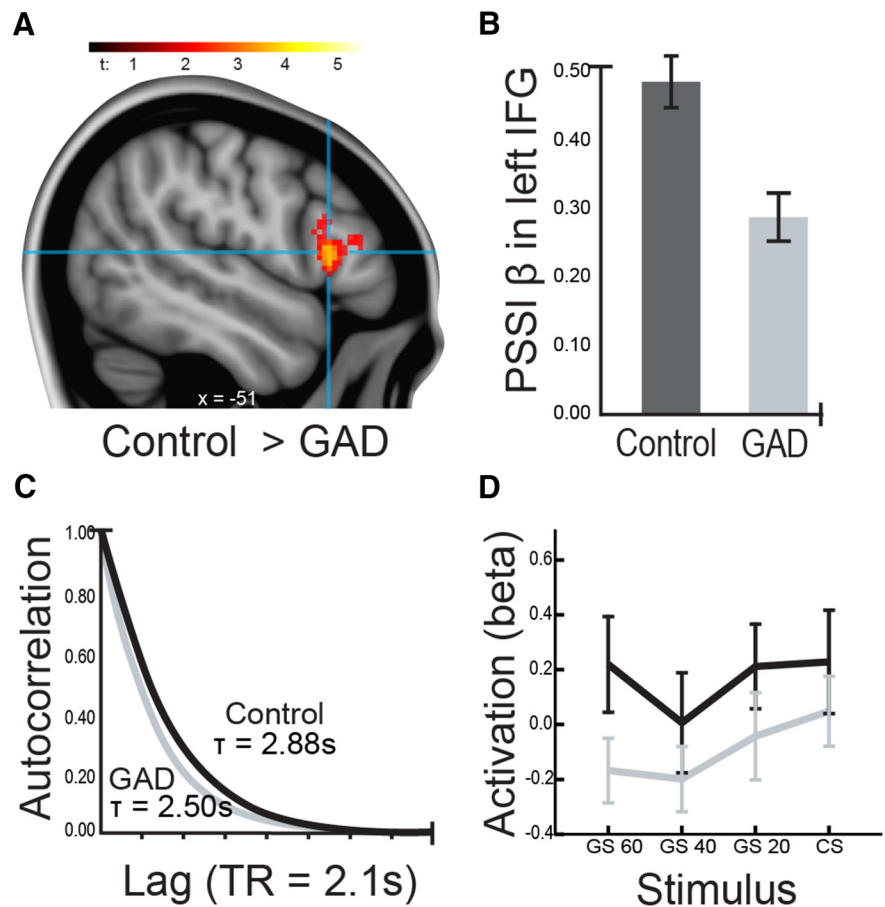 A
t: 1 2 3 4 5
x = -51
Control > GAD
B
PSSI β in left IFG
0.50
0.40
0.30
0.20
0.10
0.00
Control GAD
C
Autocorrelation
1.00
0.80
0.60
0.40
0.20
0.00
Control
τ = 2.88s
GAD
τ = 2.50s
Lag (TR = 2.1s)
D
Activation (beta)
0.6
0.4
0.2
0.0
-0.2
-0.4
GS 60 GS 40 GS 20 CS
Stimulus